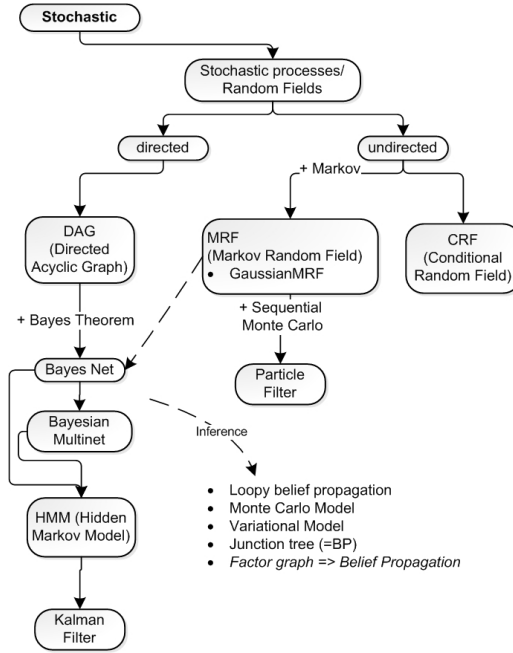 Stochastic
Stochastic processes/
Random Fields
directed
undirected
+ Markov
DAG
(Directed
Acyclic Graph)
MRF
(Markov Random Field)
• GaussianMRF
CRF
(Conditional
Random Field)
+ Bayes Theorem
+ Sequential
Monte Carlo
Bayes Net
Particle
Filter
Bayesian
Multinet
Inference
• Loopy belief propagation
• Monte Carlo Model
• Variational Model
• Junction tree (=BP)
• Factor graph => Belief Propagation
HMM (Hidden
Markov Model)
Kalman
Filter